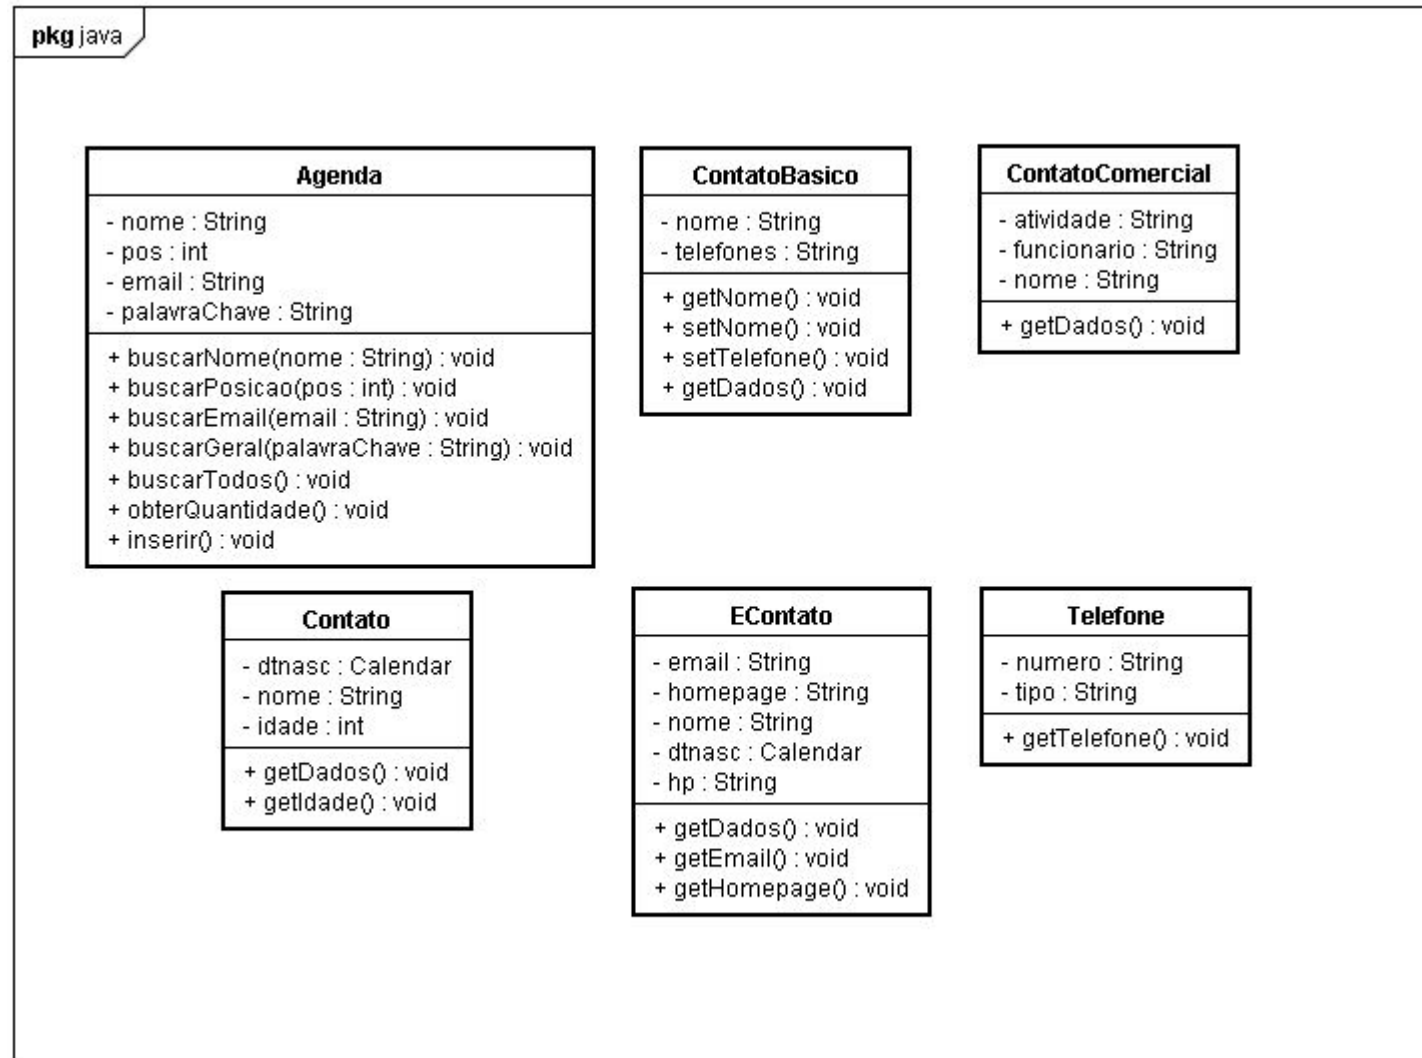 pkg java
Agenda
- nome : String
- pos : int
- email : String
- palavraChave : String
+ buscarNome(nome : String) : void
+ buscarPosicao(pos : int) : void
+ buscarEmail(email : String) : void
+ buscarGeral(palavraChave : String) : void
+ buscarTodos() : void
+ obterQuantidade() : void
+ inserir() : void
ContatoBasico
- nome : String
- telefones : String
+ getNome() : void
+ setNome() : void
+ setTelefone() : void
+ getDados() : void
ContatoComercial
- atividade : String
- funcionario : String
- nome : String
+ getDados() : void
Contato
- dtnasc : Calendar
- nome : String
- idade : int
+ getDados() : void
+ getIdade() : void
EContato
- email : String
- homepage : String
- nome : String
- dtnasc : Calendar
- hp : String
+ getDados() : void
+ getEmail() : void
+ getHomepage() : void
Telefone
- numero : String
- tipo : String
+ getTelefone() : void